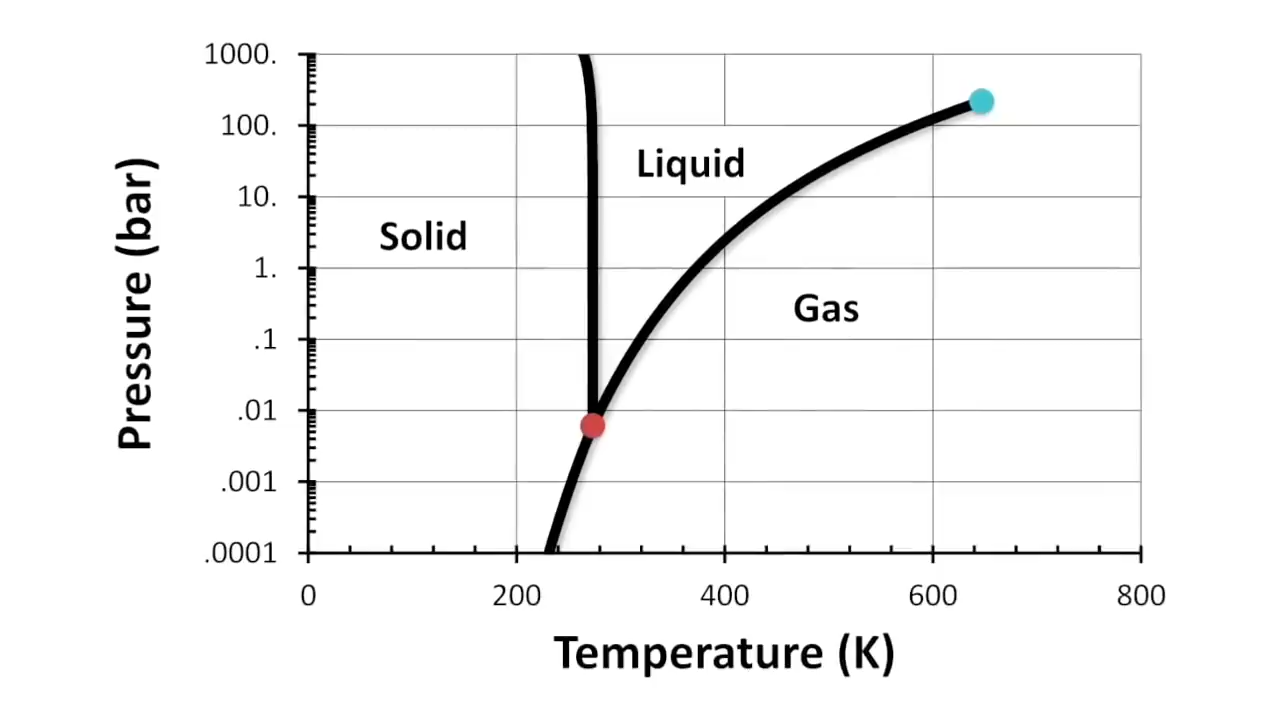 1000.
100.
10.
1.
.1
.01
.001
.0001
Pressure (bar)
Solid
Liquid
Gas
0 200 400 600 800
Temperature (K)